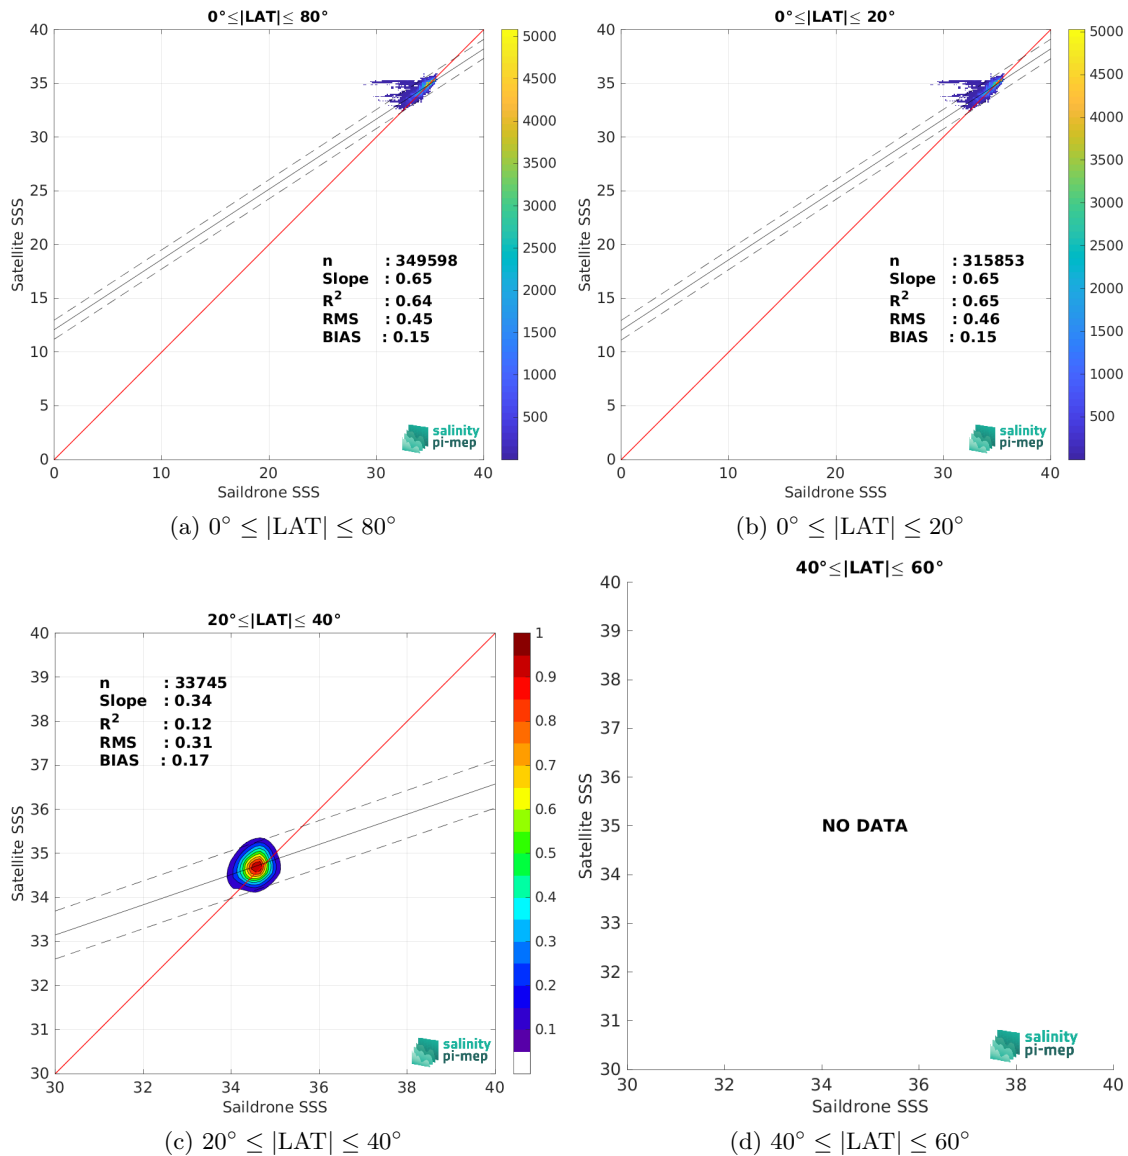 0°≤|LAT|≤ 80°
40
35
30
25
20
15
10
5
0
Satellite SSS
n : 349598
Slope : 0.65
R² : 0.64
RMS : 0.45
BIAS : 0.15
salinity
pi-mep
0 10 20 30 40
Saildrone SSS
5000
4500
4000
3500
3000
2500
2000
1500
1000
500
(a) 0° ≤ |LAT| ≤ 80°
0°≤|LAT|≤ 20°
40
35
30
25
20
15
10
5
0
Satellite SSS
n : 315853
Slope : 0.65
R² : 0.65
RMS : 0.46
BIAS : 0.15
salinity
pi-mep
0 10 20 30 40
Saildrone SSS
5000
4500
4000
3500
3000
2500
2000
1500
1000
500
(b) 0° ≤ |LAT| ≤ 20°
20°≤|LAT|≤ 40°
40
39
38
37
36
35
34
33
32
31
30
Satellite SSS
n : 33745
Slope : 0.34
R² : 0.12
RMS : 0.31
BIAS : 0.17
salinity
pi-mep
30 32 34 36 38 40
Saildrone SSS
1
0.9
0.8
0.7
0.6
0.5
0.4
0.3
0.2
0.1
(c) 20° ≤ |LAT| ≤ 40°
40°≤|LAT|≤ 60°
40
39
38
37
36
35
34
33
32
31
30
Satellite SSS
NO DATA
salinity
pi-mep
30 32 34 36 38 40
Saildrone SSS
(d) 40° ≤ |LAT| ≤ 60°